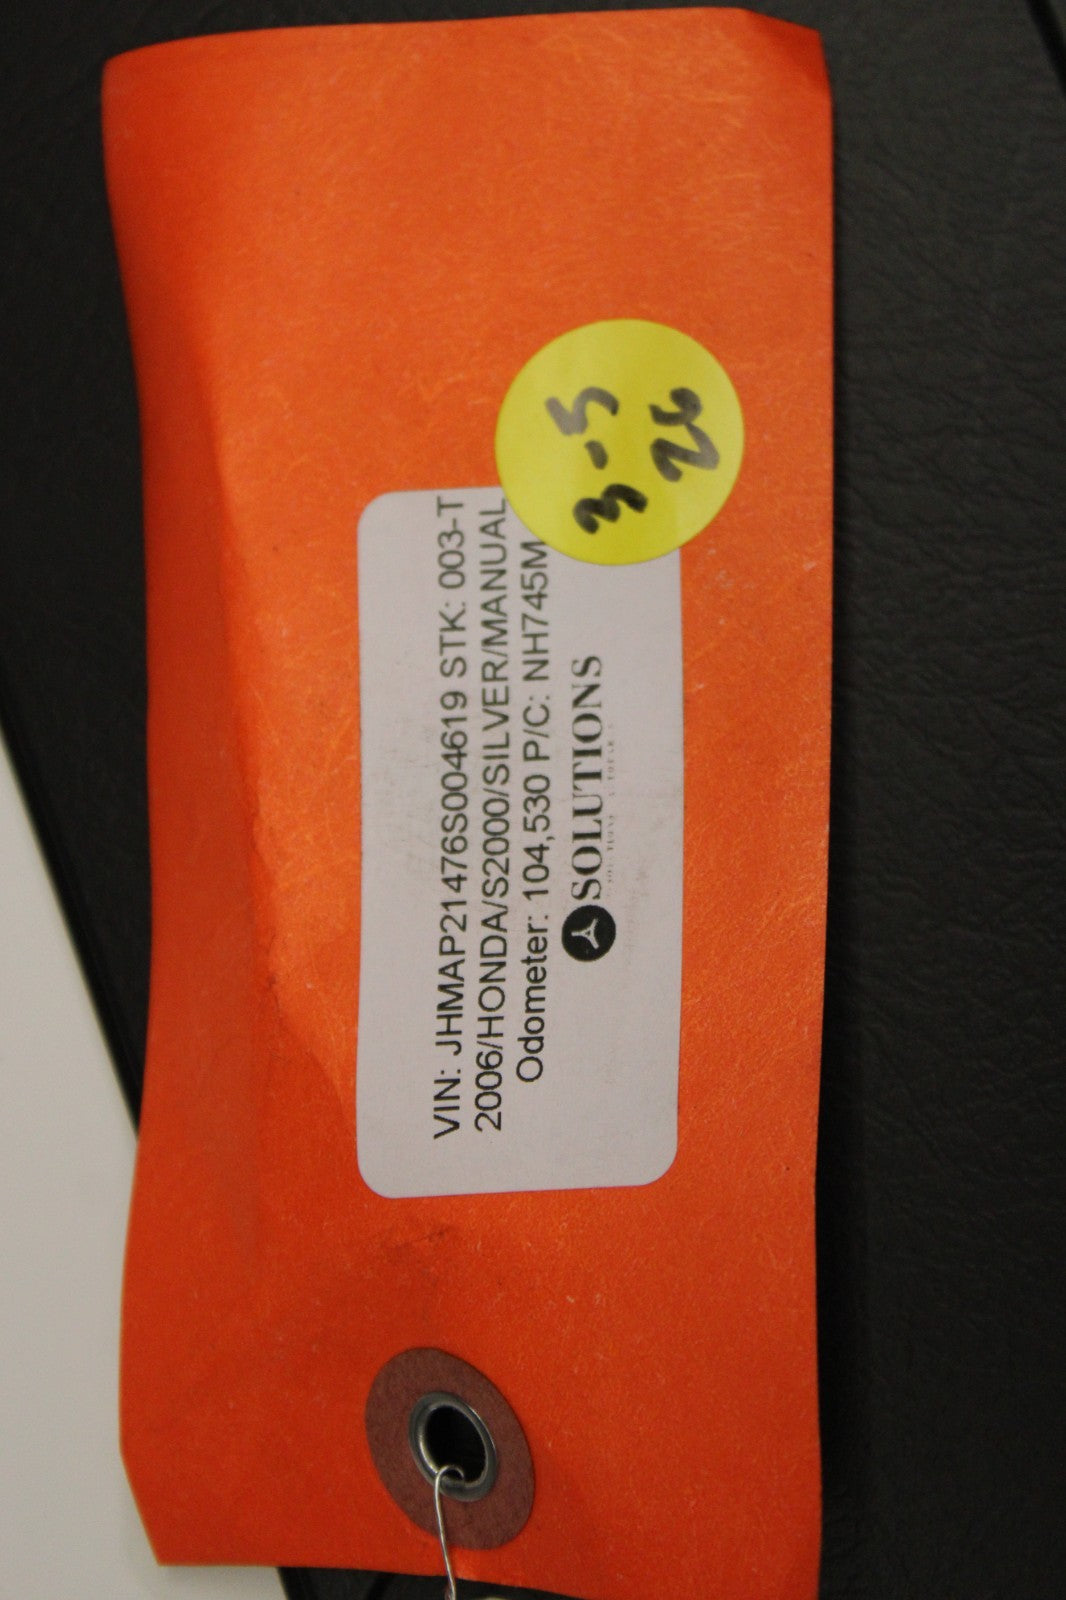 VIN: JHMAP21476S004619 STK: 003-T
2006/HONDA/S2000/SILVER/MANUAL
Odometer: 104,530 P/C: NH745M
SOLUTIONS
3-5
26